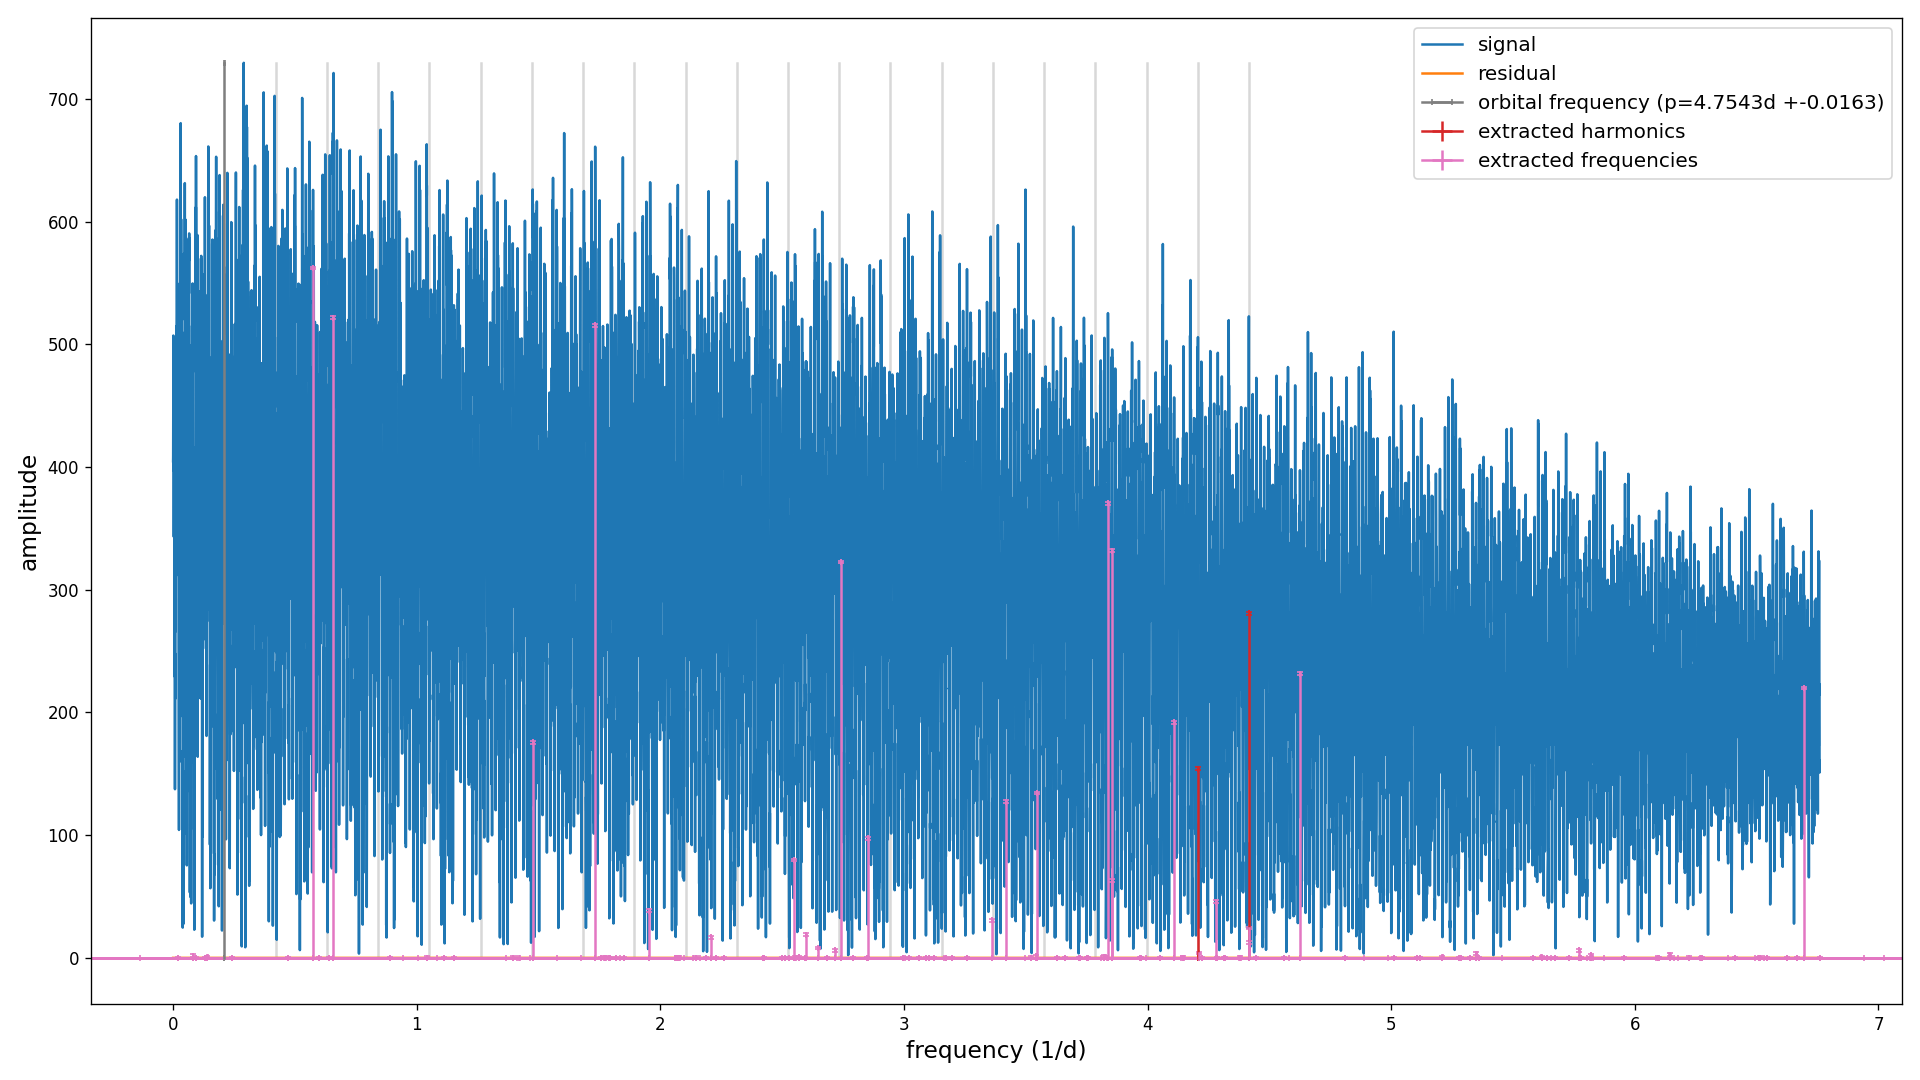 signal
residual
orbital frequency (p=4.7543d +-0.0163)
extracted harmonics
extracted frequencies
amplitude
700
600
500
400
300
200
100
0
0 1 2 3 4 5 6 7
frequency (1/d)